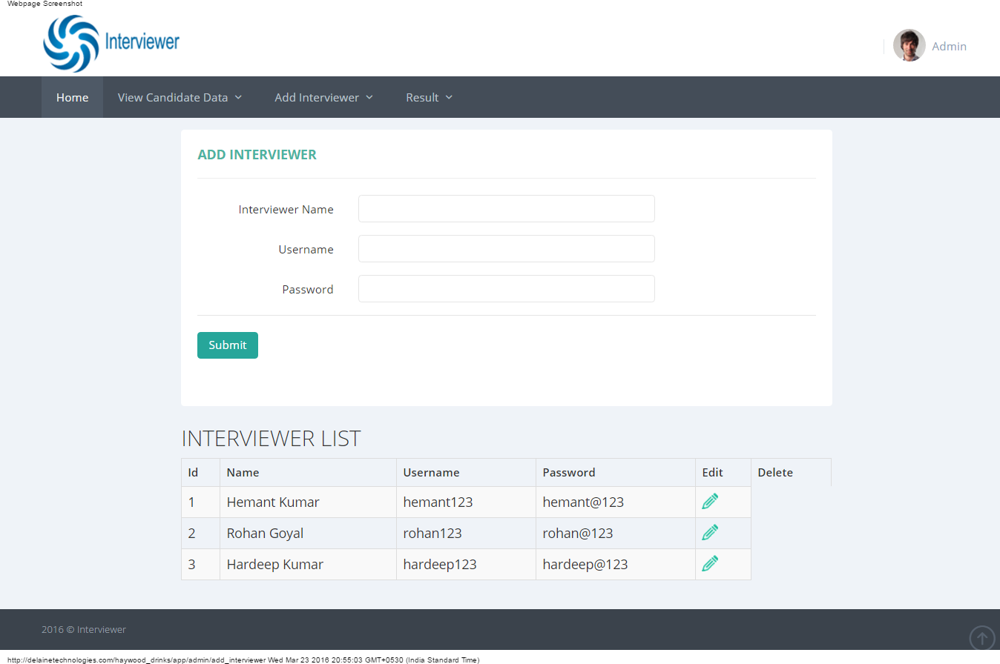 Webpage Screenshot
Interviewer
Admin
Home View Candidate Data Add Interviewer Result
ADD INTERVIEWER
Interviewer Name
Username
Password
Submit
INTERVIEWER LIST
Id Name Username Password Edit Delete
1 Hemant Kumar hemant123 hemant@123
2 Rohan Goyal rohan123 rohan@123
3 Hardeep Kumar hardeep123 hardeep@123
2016 © Interviewer
http://delainetechnologies.com/haywood_drinks/app/admin/add_interviewer Wed Mar 23 2016 20:55:03 GMT+0530 (India Standard Time)